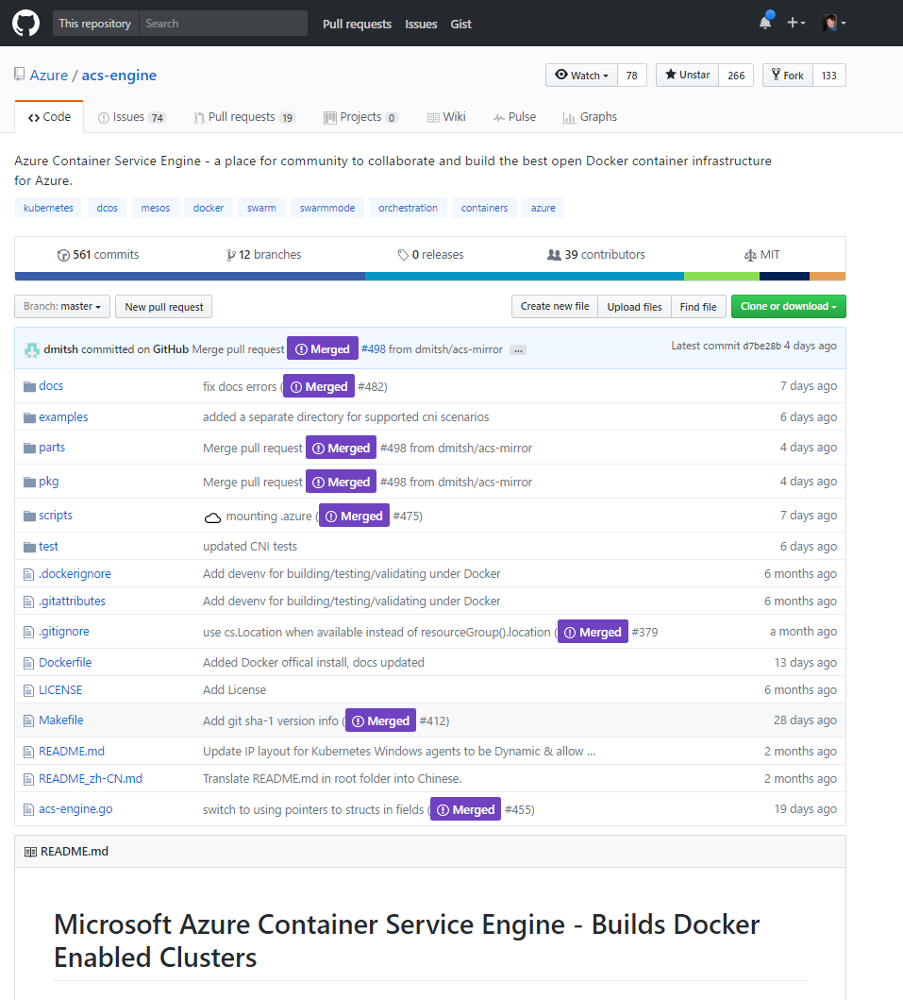 This repository Search Pull requests Issues Gist
Azure / acs-engine Watch 78 Unstar 266 Fork 133
Code Issues 74 Pull requests 19 Projects 0 Wiki Pulse Graphs
Azure Container Service Engine - a place for community to collaborate and build the best open Docker container infrastructure
for Azure.
kubernetes dcos mesos docker swarm swarmmode orchestration containers azure
561 commits 12 branches 0 releases 39 contributors MIT
Branch: master New pull request Create new file Upload files Find file Clone or download
dmitsh committed on GitHub Merge pull request Merged #498 from dmitsh/acs-mirror ... Latest commit d7be28b 4 days ago
docs fix docs errors (Merged #482) 7 days ago
examples added a separate directory for supported cni scenarios 6 days ago
parts Merge pull request Merged #498 from dmitsh/acs-mirror 4 days ago
pkg Merge pull request Merged #498 from dmitsh/acs-mirror 4 days ago
scripts mounting .azure (Merged #475) 7 days ago
test updated CNI tests 6 days ago
.dockerignore Add devenv for building/testing/validating under Docker 6 months ago
.gitattributes Add devenv for building/testing/validating under Docker 6 months ago
.gitignore use cs.Location when available instead of resourceGroup().location (Merged #379 a month ago
Dockerfile Added Docker offical install, docs updated 13 days ago
LICENSE Add License 6 months ago
Makefile Add git sha-1 version info (Merged #412) 28 days ago
README.md Update IP layout for Kubernetes Windows agents to be Dynamic & allow ... 2 months ago
README_zh-CN.md Translate README.md in root folder into Chinese. 2 months ago
acs-engine.go switch to using pointers to structs in fields (Merged #455) 19 days ago
README.md
Microsoft Azure Container Service Engine - Builds Docker
Enabled Clusters